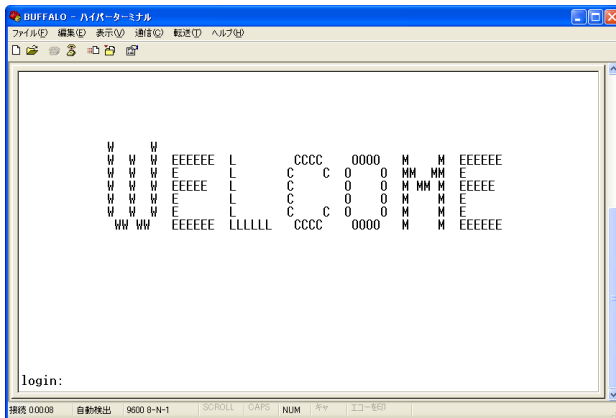 BUFFALO - ハイパーターミナル
ファイル(F) 編集(E) 表示(V) 通信(C) 転送(T) ヘルプ(H)
WELCOME
login:
接続 0:00:08 自動検出 9600 8-N-1 SCROLL CAPS NUM キャ エコーを印